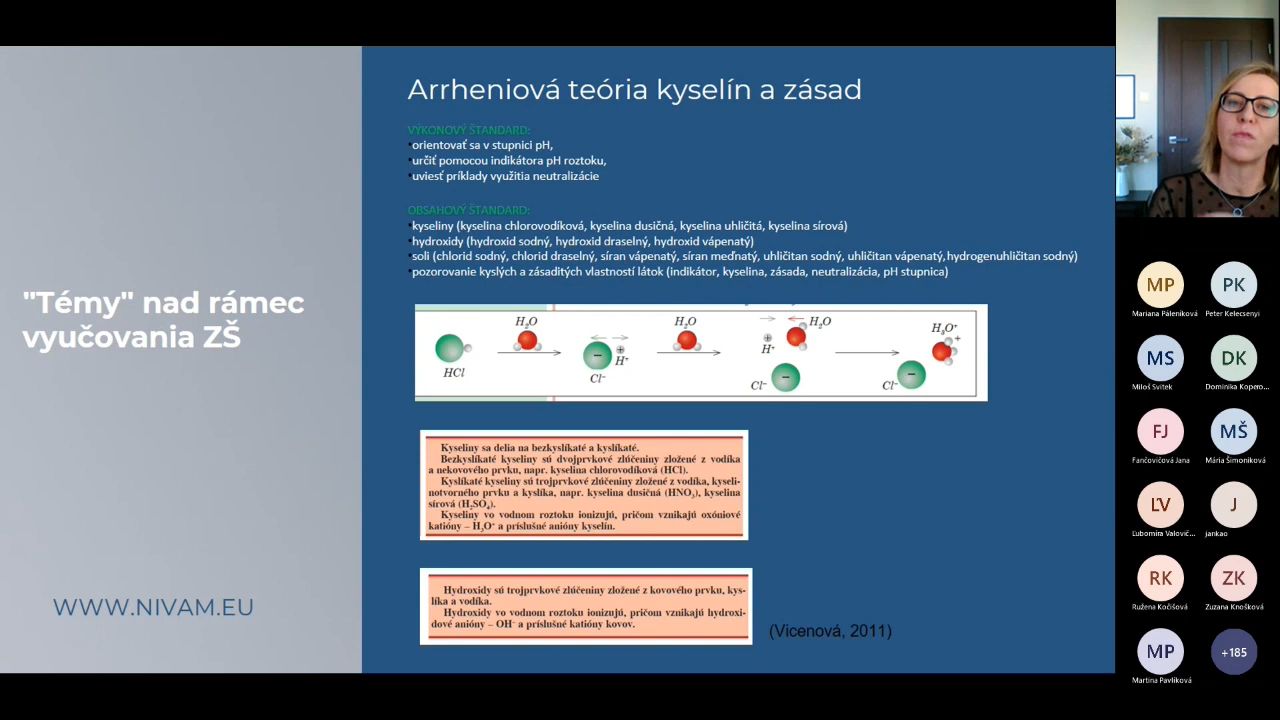 "Témy" nad rámec
vyučovania ZŠ
WWW.NIVAM.EU
Arrheniová teória kyselín a zásad
VÝKONOVÝ ŠTANDARD:
•orientovať sa v stupnici pH,
•určiť pomocou indikátora pH roztoku,
•uviesť príklady využitia neutralizácie
OBSAHOVÝ ŠTANDARD:
•kyseliny (kyselina chlorovodíková, kyselina dusičná, kyselina uhličitá, kyselina sírová)
•hydroxidy (hydroxid sodný, hydroxid draselný, hydroxid vápenatý)
•soli (chlorid sodný, chlorid draselný, síran vápenatý, síran meďnatý, uhličitan sodný, uhličitan vápenatý,hydrogenuhličitan sodný)
•pozorovanie kyslých a zásaditých vlastností látok (indikátor, kyselina, zásada, neutralizácia, pH stupnica)
HCl
H₂O
− Cl⁻
⊕ H⁺
H₂O
⊕ H⁺
H₂O
− Cl⁻
H₃O⁺
+
− Cl⁻
Kyseliny sa delia na bezkyslíkaté a kyslíkaté.
Bezkyslíkaté kyseliny sú dvojprvkové zlúčeniny zložené z vodíka
a nekovového prvku, napr. kyselina chlorovodíková (HCl).
Kyslíkaté kyseliny sú trojprvkové zlúčeniny zložené z vodíka, kyseli-
notvorného prvku a kyslíka, napr. kyselina dusičná (HNO₃), kyselina
sírová (H₂SO₄).
Kyseliny vo vodnom roztoku ionizujú, pričom vznikajú oxóniové
katióny – H₃O⁺ a príslušné anióny kyselín.
Hydroxidy sú trojprvkové zlúčeniny zložené z kovového prvku, kys-
líka a vodíka.
Hydroxidy vo vodnom roztoku ionizujú, pričom vznikajú hydroxi-
dové anióny – OH⁻ a príslušné katióny kovov.
(Vicenová, 2011)
MP
Mariana Páleníková
PK
Peter Kelecsenyi
MS
Miloš Svitek
DK
Dominika Kopero...
FJ
Fančovičová Jana
MŠ
Mária Šimoniková
ĽV
Ľubomíra Valovič...
J
jankao
RK
Ružena Kočišová
ZK
Zuzana Knošková
MP
Martina Pavlíková
+185